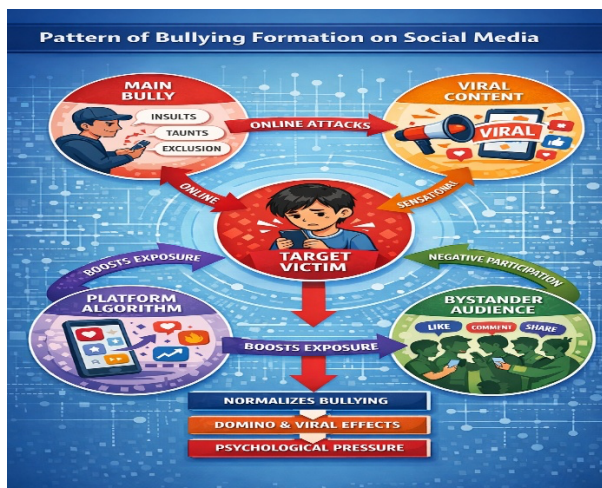 Pattern of Bullying Formation on Social Media
MAIN
BULLY
INSULTS
TAUNTS
EXCLUSION
ONLINE ATTACKS
VIRAL
CONTENT
VIRAL
ONLINE
SENSATIONAL
TARGET
VICTIM
BOOSTS EXPOSURE
NEGATIVE PARTICIPATION
PLATFORM
ALGORITHM
BOOSTS EXPOSURE
BYSTANDER
AUDIENCE
LIKE
COMMENT
SHARE
NORMALIZES BULLYING
DOMINO & VIRAL EFFECTS
PSYCHOLOGICAL PRESSURE